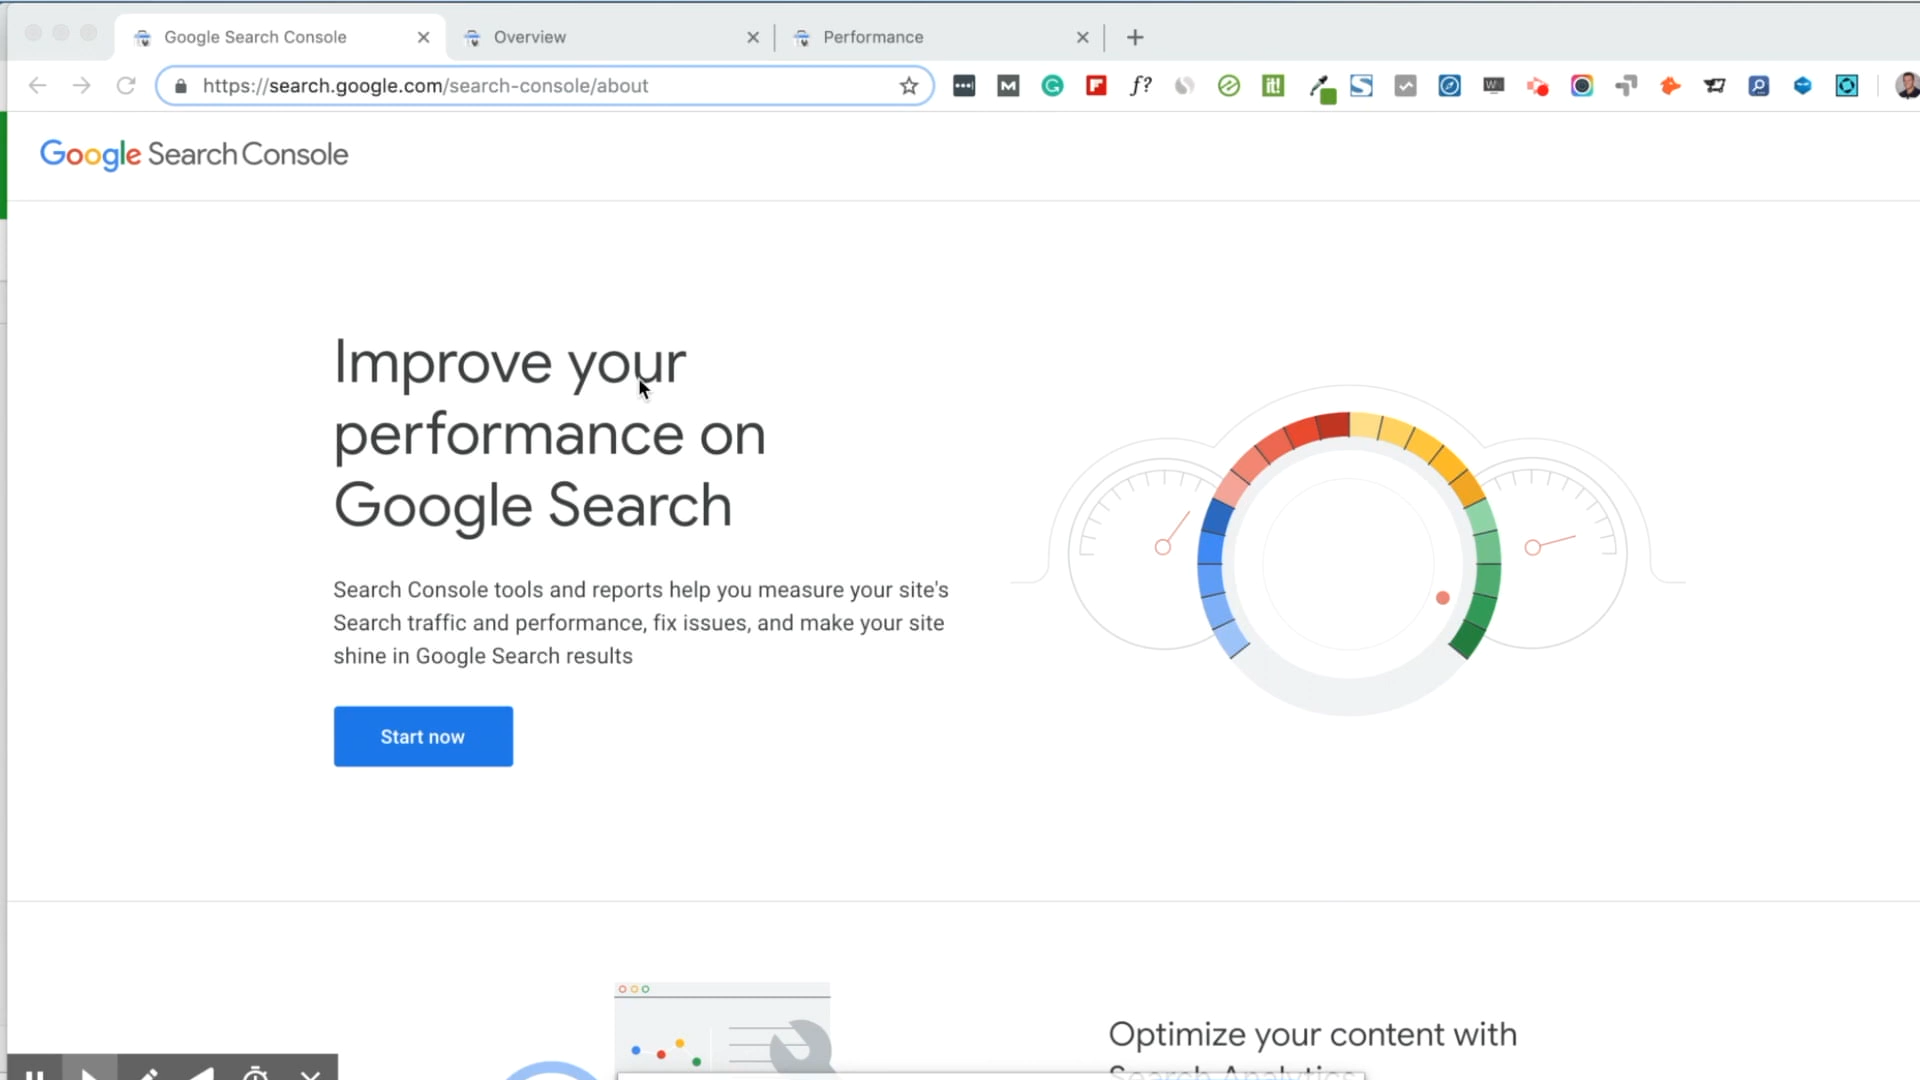 Google Search Console
Overview
Performance
https://search.google.com/search-console/about
Google Search Console
Improve your
performance on
Google Search
Search Console tools and reports help you measure your site's
Search traffic and performance, fix issues, and make your site
shine in Google Search results
Start now
Optimize your content with
Search Analytics